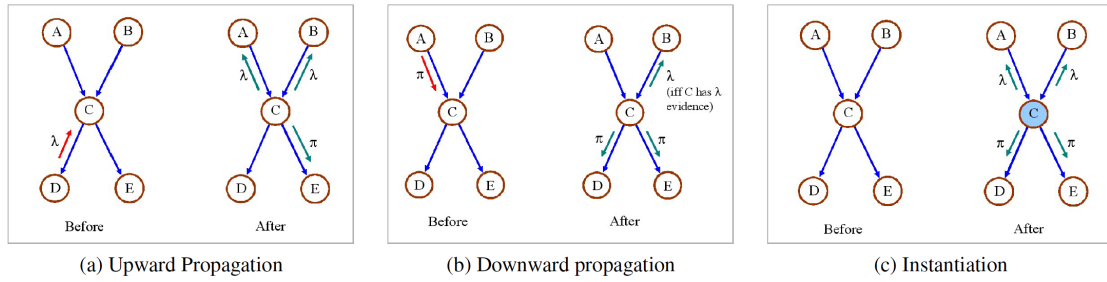 A B
C
λ
D E
Before
A B
λ λ
C
π
D E
After
(a) Upward Propagation
A B
π
C
D E
Before
A B
λ
(iff C has λ
evidence)
C
π π
D E
After
(b) Downward propagation
A B
C
D E
Before
A B
λ λ
C
π π
D E
After
(c) Instantiation